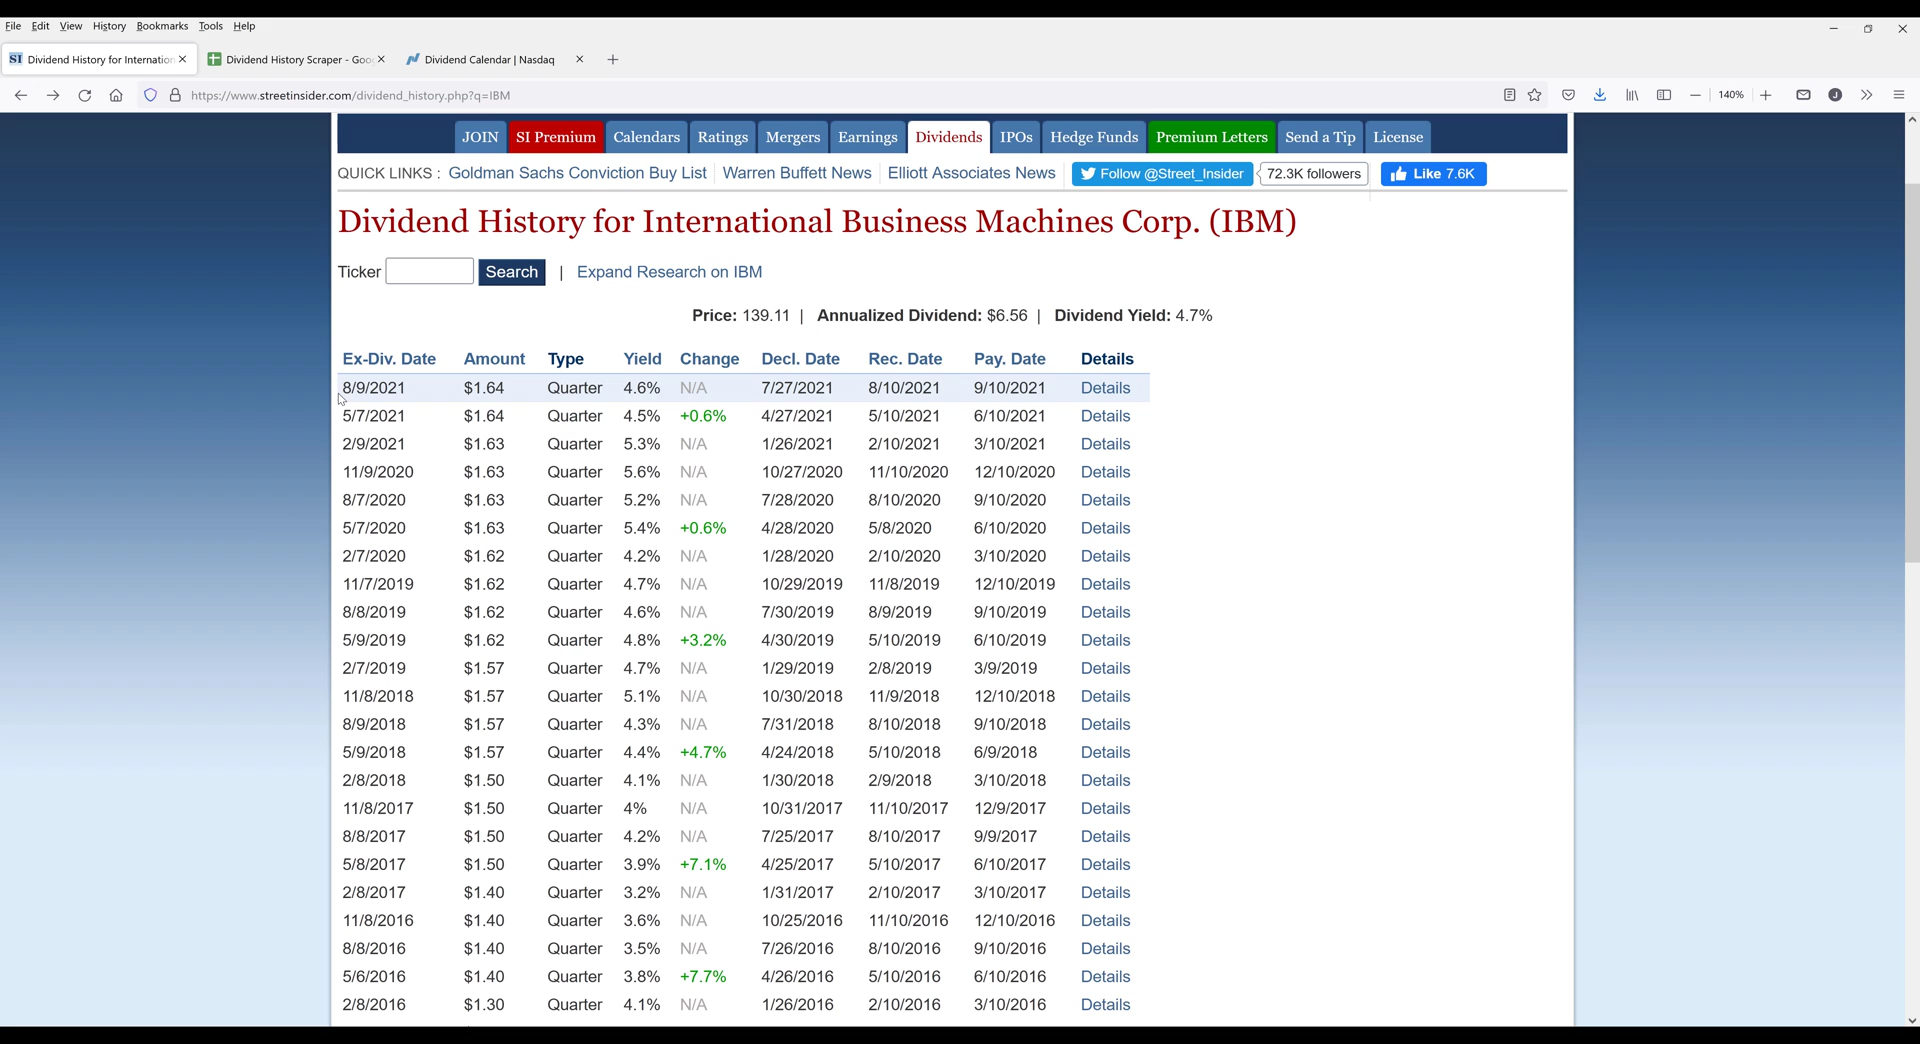 File Edit View History Bookmarks Tools Help
SI Dividend History for Internation Dividend History Scraper - Goo Dividend Calendar | Nasdaq
https://www.streetinsider.com/dividend_history.php?q=IBM 140% J
JOIN SI Premium Calendars Ratings Mergers Earnings Dividends IPOs Hedge Funds Premium Letters Send a Tip License
QUICK LINKS : Goldman Sachs Conviction Buy List Warren Buffett News Elliott Associates News Follow @Street_Insider 72.3K followers Like 7.6K
Dividend History for International Business Machines Corp. (IBM)
Ticker Search | Expand Research on IBM
Price: 139.11 | Annualized Dividend: $6.56 | Dividend Yield: 4.7%
Ex-Div. Date Amount Type Yield Change Decl. Date Rec. Date Pay. Date Details
8/9/2021 $1.64 Quarter 4.6% N/A 7/27/2021 8/10/2021 9/10/2021 Details
5/7/2021 $1.64 Quarter 4.5% +0.6% 4/27/2021 5/10/2021 6/10/2021 Details
2/9/2021 $1.63 Quarter 5.3% N/A 1/26/2021 2/10/2021 3/10/2021 Details
11/9/2020 $1.63 Quarter 5.6% N/A 10/27/2020 11/10/2020 12/10/2020 Details
8/7/2020 $1.63 Quarter 5.2% N/A 7/28/2020 8/10/2020 9/10/2020 Details
5/7/2020 $1.63 Quarter 5.4% +0.6% 4/28/2020 5/8/2020 6/10/2020 Details
2/7/2020 $1.62 Quarter 4.2% N/A 1/28/2020 2/10/2020 3/10/2020 Details
11/7/2019 $1.62 Quarter 4.7% N/A 10/29/2019 11/8/2019 12/10/2019 Details
8/8/2019 $1.62 Quarter 4.6% N/A 7/30/2019 8/9/2019 9/10/2019 Details
5/9/2019 $1.62 Quarter 4.8% +3.2% 4/30/2019 5/10/2019 6/10/2019 Details
2/7/2019 $1.57 Quarter 4.7% N/A 1/29/2019 2/8/2019 3/9/2019 Details
11/8/2018 $1.57 Quarter 5.1% N/A 10/30/2018 11/9/2018 12/10/2018 Details
8/9/2018 $1.57 Quarter 4.3% N/A 7/31/2018 8/10/2018 9/10/2018 Details
5/9/2018 $1.57 Quarter 4.4% +4.7% 4/24/2018 5/10/2018 6/9/2018 Details
2/8/2018 $1.50 Quarter 4.1% N/A 1/30/2018 2/9/2018 3/10/2018 Details
11/8/2017 $1.50 Quarter 4% N/A 10/31/2017 11/10/2017 12/9/2017 Details
8/8/2017 $1.50 Quarter 4.2% N/A 7/25/2017 8/10/2017 9/9/2017 Details
5/8/2017 $1.50 Quarter 3.9% +7.1% 4/25/2017 5/10/2017 6/10/2017 Details
2/8/2017 $1.40 Quarter 3.2% N/A 1/31/2017 2/10/2017 3/10/2017 Details
11/8/2016 $1.40 Quarter 3.6% N/A 10/25/2016 11/10/2016 12/10/2016 Details
8/8/2016 $1.40 Quarter 3.5% N/A 7/26/2016 8/10/2016 9/10/2016 Details
5/6/2016 $1.40 Quarter 3.8% +7.7% 4/26/2016 5/10/2016 6/10/2016 Details
2/8/2016 $1.30 Quarter 4.1% N/A 1/26/2016 2/10/2016 3/10/2016 Details